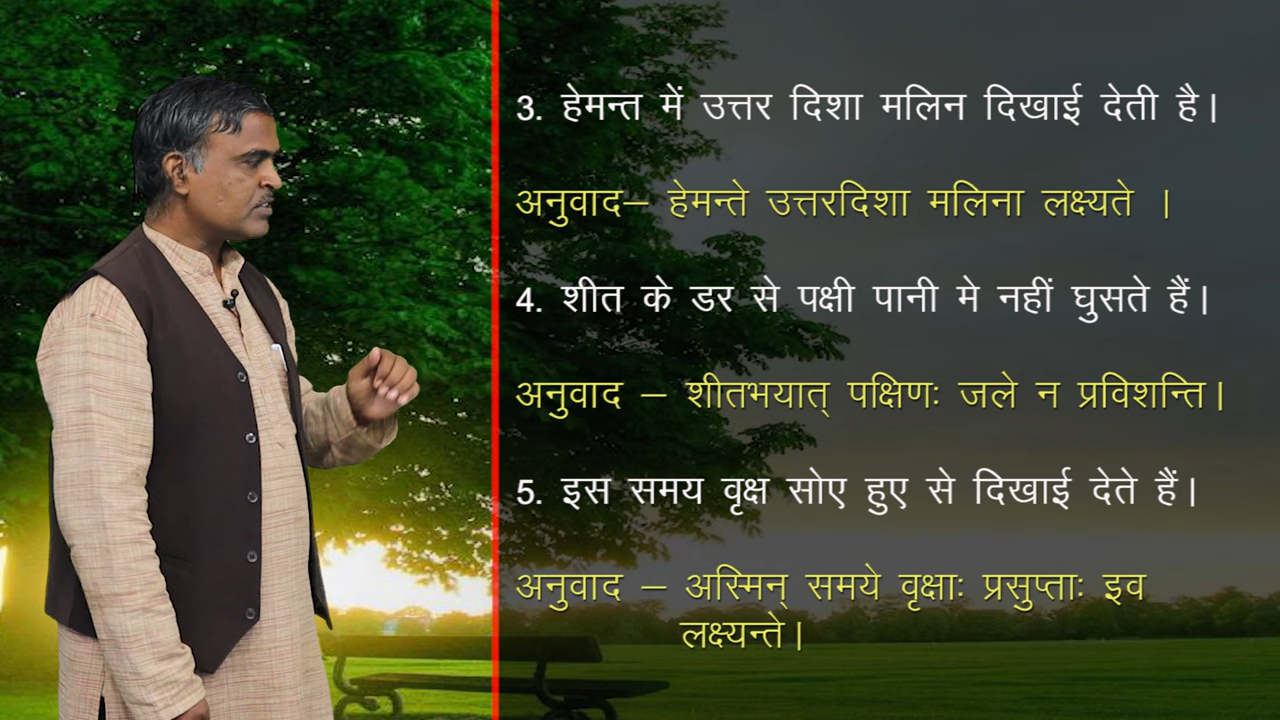 3. हेमन्त में उत्तर दिशा मलिन दिखाई देती है।
अनुवाद– हेमन्ते उत्तरदिशा मलिना लक्ष्यते ।
4. शीत के डर से पक्षी पानी मे नहीं घुसते हैं।
अनुवाद – शीतभयात् पक्षिणः जले न प्रविशन्ति।
5. इस समय वृक्ष सोए हुए से दिखाई देते हैं।
अनुवाद – अस्मिन् समये वृक्षाः प्रसुप्ताः इव
लक्ष्यन्ते।